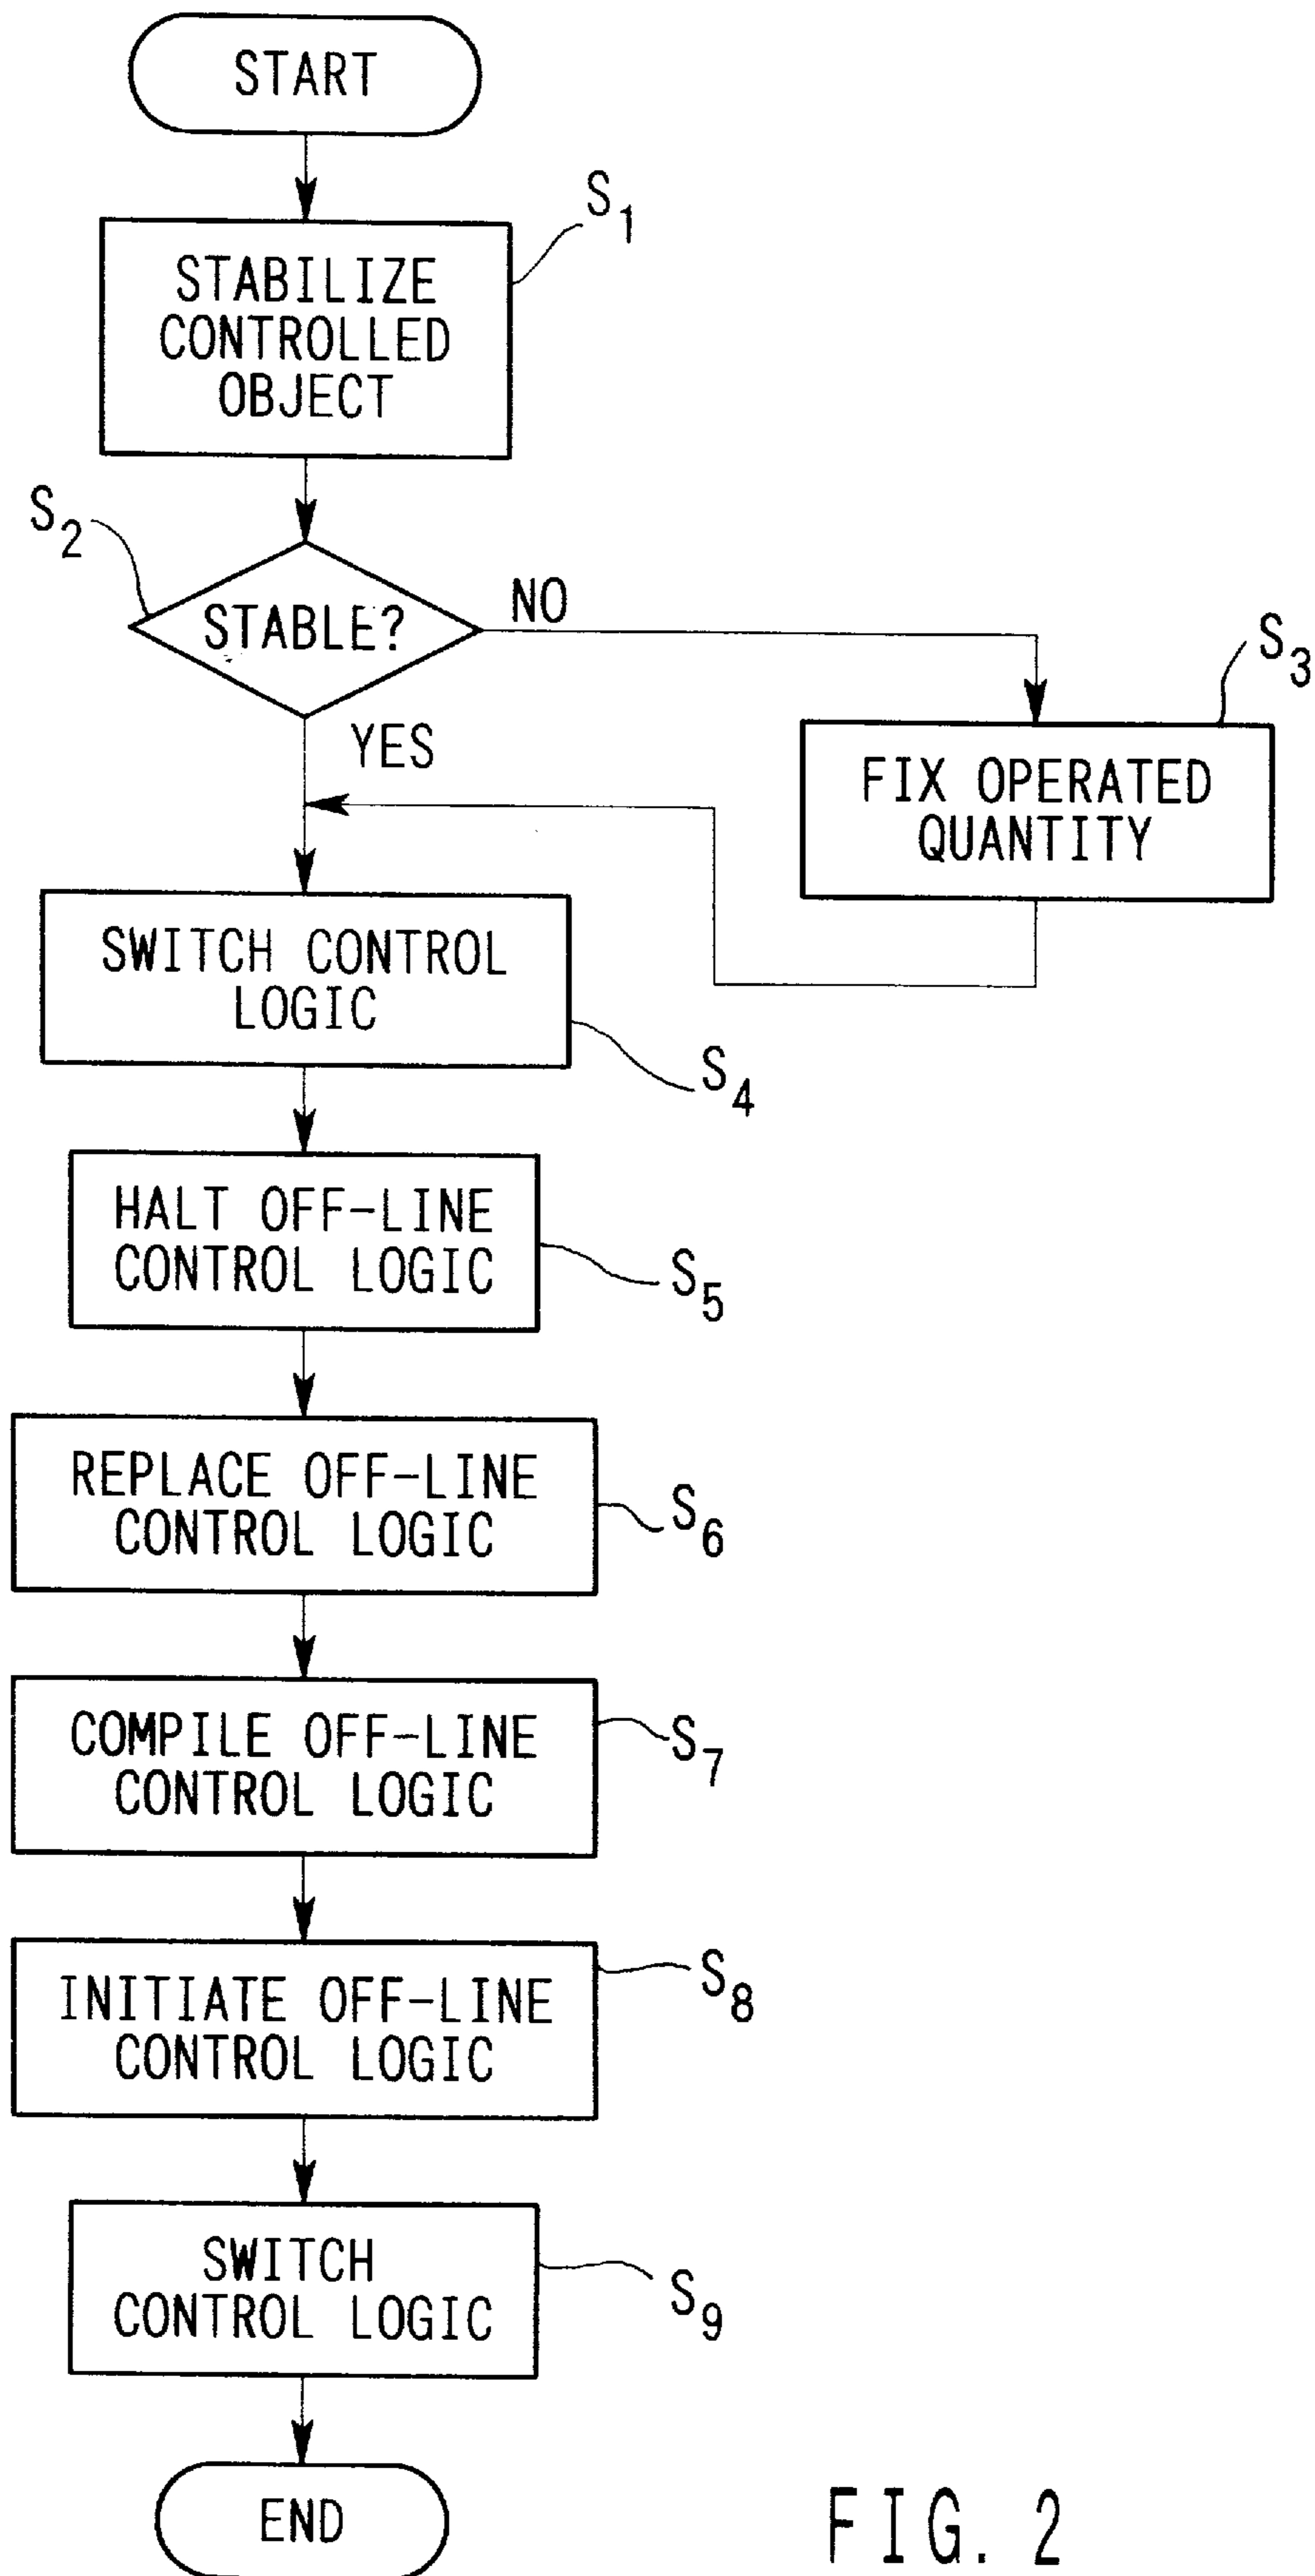 START
S1
STABILIZE
CONTROLLED
OBJECT
S2
STABLE?
NO
S3
YES
FIX OPERATED
QUANTITY
SWITCH CONTROL
LOGIC
S4
HALT OFF-LINE
CONTROL LOGIC
S5
REPLACE OFF-LINE
CONTROL LOGIC
S6
COMPILE OFF-LINE
CONTROL LOGIC
S7
INITIATE OFF-LINE
CONTROL LOGIC
S8
SWITCH
CONTROL LOGIC
S9
END
FIG. 2